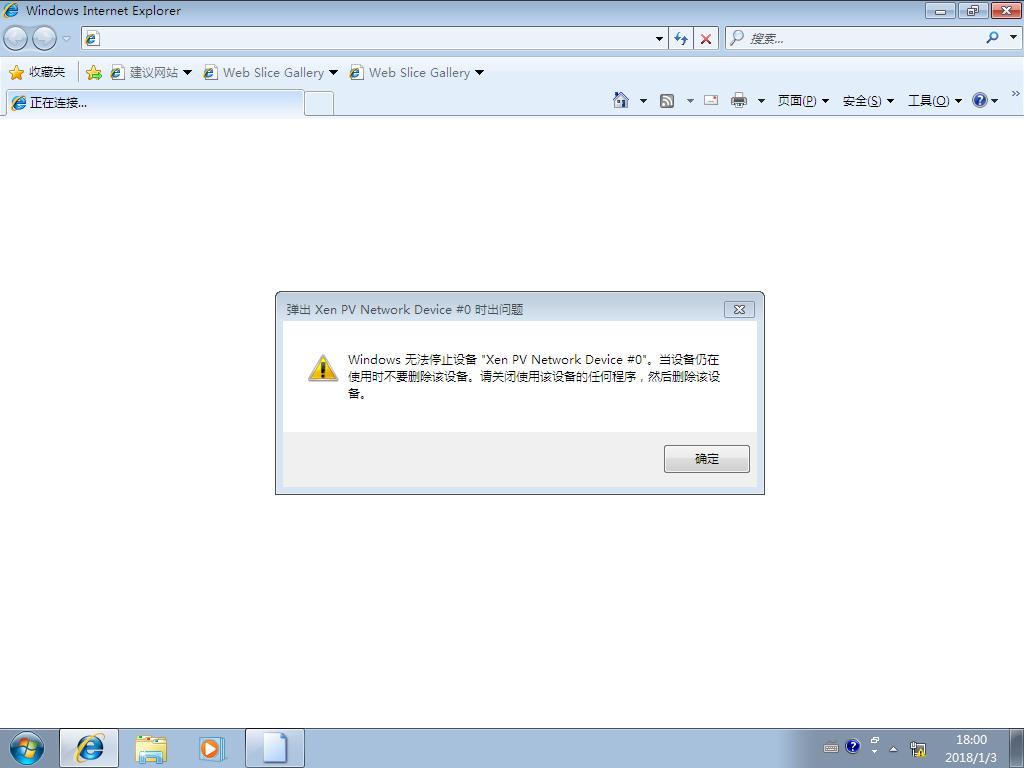 Windows Internet Explorer
搜索...
收藏夹
建议网站
Web Slice Gallery
Web Slice Gallery
正在连接...
页面(P)
安全(S)
工具(O)
弹出 Xen PV Network Device #0 时出问题
Windows 无法停止设备 "Xen PV Network Device #0"。当设备仍在
使用时不要删除该设备。请关闭使用该设备的任何程序，然后删除该设
备。
确定
18:00
2018/1/3